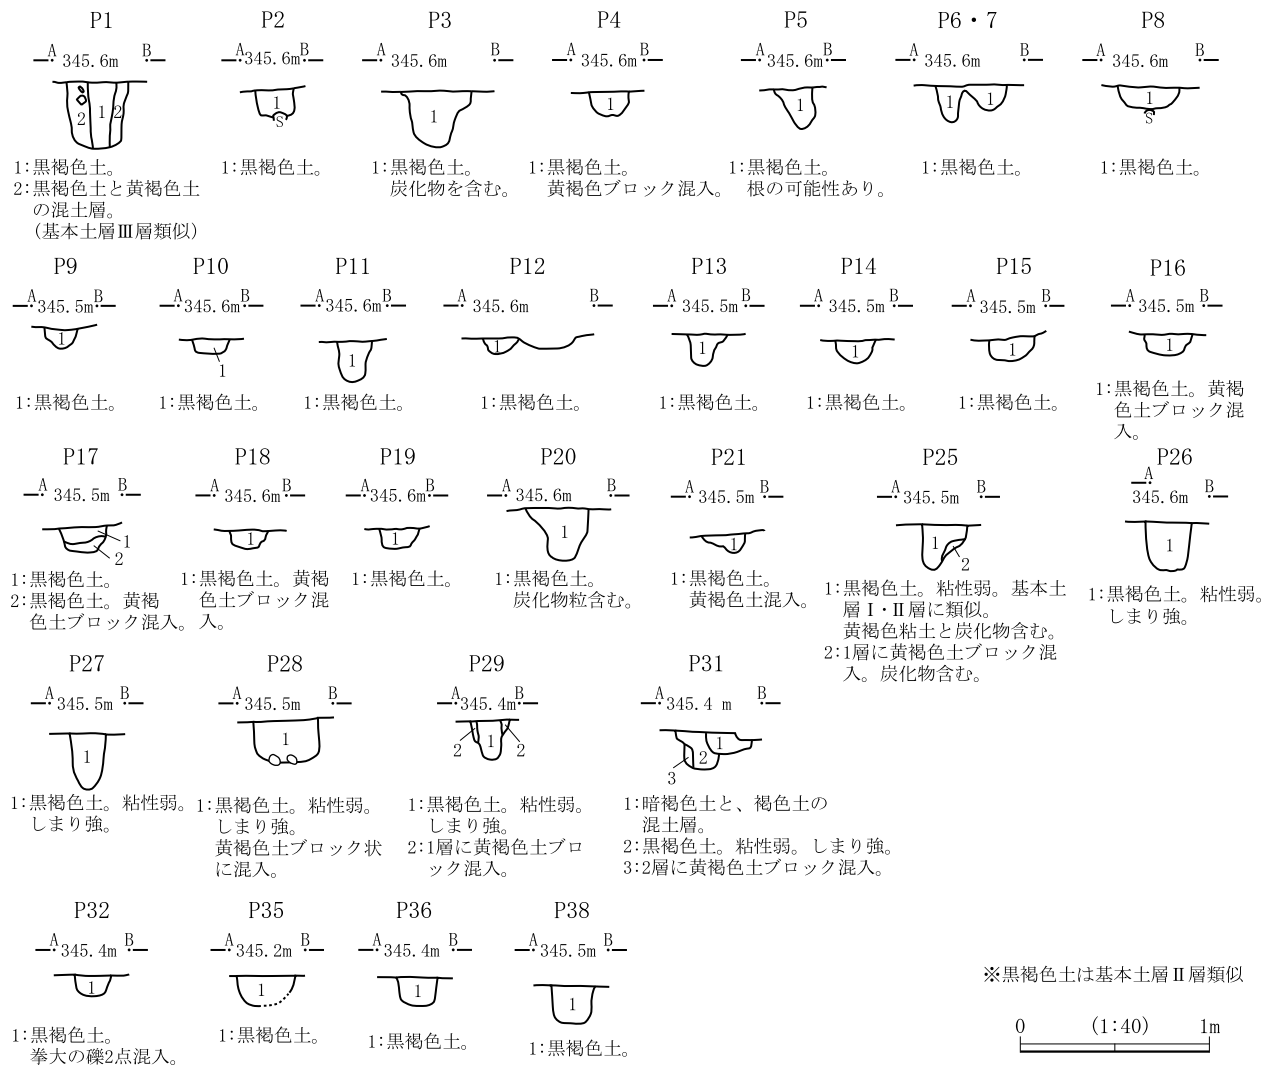 P1
A 345.6m B
1 2 2
1:黒褐色土。
2:黒褐色土と黄褐色土
の混土層。
(基本土層Ⅲ層類似)
P2
A 345.6m B
1
S
1:黒褐色土。
P3
A 345.6m B
1
1:黒褐色土。
炭化物を含む。
P4
A 345.6m B
1
1:黒褐色土。
黄褐色ブロック混入。
P5
A 345.6m B
1
1:黒褐色土。
根の可能性あり。
P6・7
A 345.6m B
1 1
1:黒褐色土。
P8
A 345.6m B
1
S
1:黒褐色土。
P9
A 345.5m B
1
1:黒褐色土。
P10
A 345.6m B
1
1:黒褐色土。
P11
A 345.6m B
1
1:黒褐色土。
P12
A 345.6m B
1
1:黒褐色土。
P13
A 345.5m B
1
1:黒褐色土。
P14
A 345.5m B
1
1:黒褐色土。
P15
A 345.5m B
1
1:黒褐色土。
P16
A 345.5m B
1
1:黒褐色土。黄褐
色土ブロック混
入。
P17
A 345.5m B
1
2
1:黒褐色土。
2:黒褐色土。黄褐
色土ブロック混入。
P18
A 345.6m B
1
1:黒褐色土。黄褐
色土ブロック混
入。
P19
A 345.6m B
1
1:黒褐色土。
P20
A 345.6m B
1
1:黒褐色土。
炭化物粒含む。
P21
A 345.5m B
1
1:黒褐色土。
黄褐色土混入。
P25
A 345.5m B
1
2
1:黒褐色土。粘性弱。基本土
層Ⅰ・Ⅱ層に類似。
黄褐色粘土と炭化物含む。
2:1層に黄褐色土ブロック混
入。炭化物含む。
P26
A 345.6m B
1
1:黒褐色土。粘性弱。
しまり強。
P27
A 345.5m B
1
1:黒褐色土。粘性弱。
しまり強。
P28
A 345.5m B
1
1:黒褐色土。粘性弱。
しまり強。
黄褐色土ブロック状
に混入。
P29
A 345.4m B
2 1 2
1:黒褐色土。粘性弱。
しまり強。
2:1層に黄褐色土ブロ
ック混入。
P31
A 345.4 m B
1
2
3
1:暗褐色土と、褐色土の
混土層。
2:黒褐色土。粘性弱。しまり強。
3:2層に黄褐色土ブロック混入。
P32
A 345.4m B
1
1:黒褐色土。
拳大の礫2点混入。
P35
A 345.2m B
1
1:黒褐色土。
P36
A 345.4m B
1
1:黒褐色土。
P38
A 345.5m B
1
1:黒褐色土。
※黒褐色土は基本土層Ⅱ層類似
0 (1:40) 1m